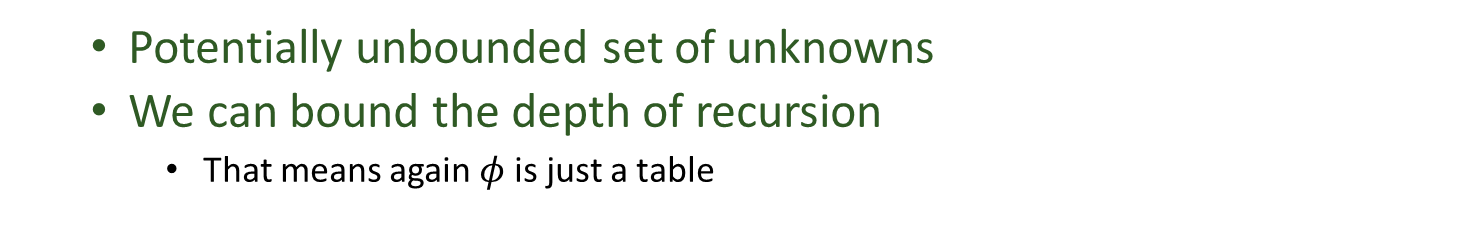 • Potentially unbounded set of unknowns
• We can bound the depth of recursion
• That means again ϕ is just a table